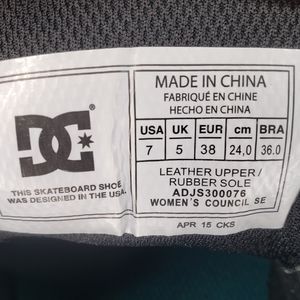 DC
THIS SKATEBOARD SHOE
WAS DESIGNED IN THE USA.
MADE IN CHINA
FABRIQUÉ EN CHINE
HECHO EN CHINA
USA UK EUR cm BRA
7 5 38 24,0 36.0
LEATHER UPPER /
RUBBER SOLE
ADJS300076
WOMEN'S COUNCIL SE
APR 15 CKS